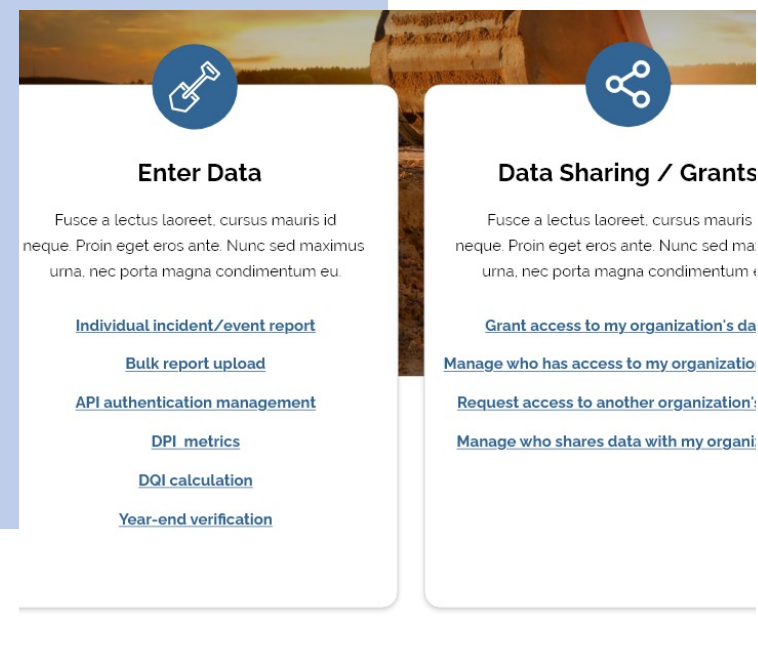 Enter Data
Fusce a lectus laoreet, cursus mauris id
neque. Proin eget eros ante. Nunc sed maximus
urna, nec porta magna condimentum eu.
Individual incident/event report
Bulk report upload
API authentication management
DPI metrics
DQI calculation
Year-end verification
Data Sharing / Grants
Fusce a lectus laoreet, cursus mauris
neque. Proin eget eros ante. Nunc sed
urna, nec porta magna condimentum
Grant access to my organization's
Manage who has access to my
Request access to another organization's
Manage who shares data with my